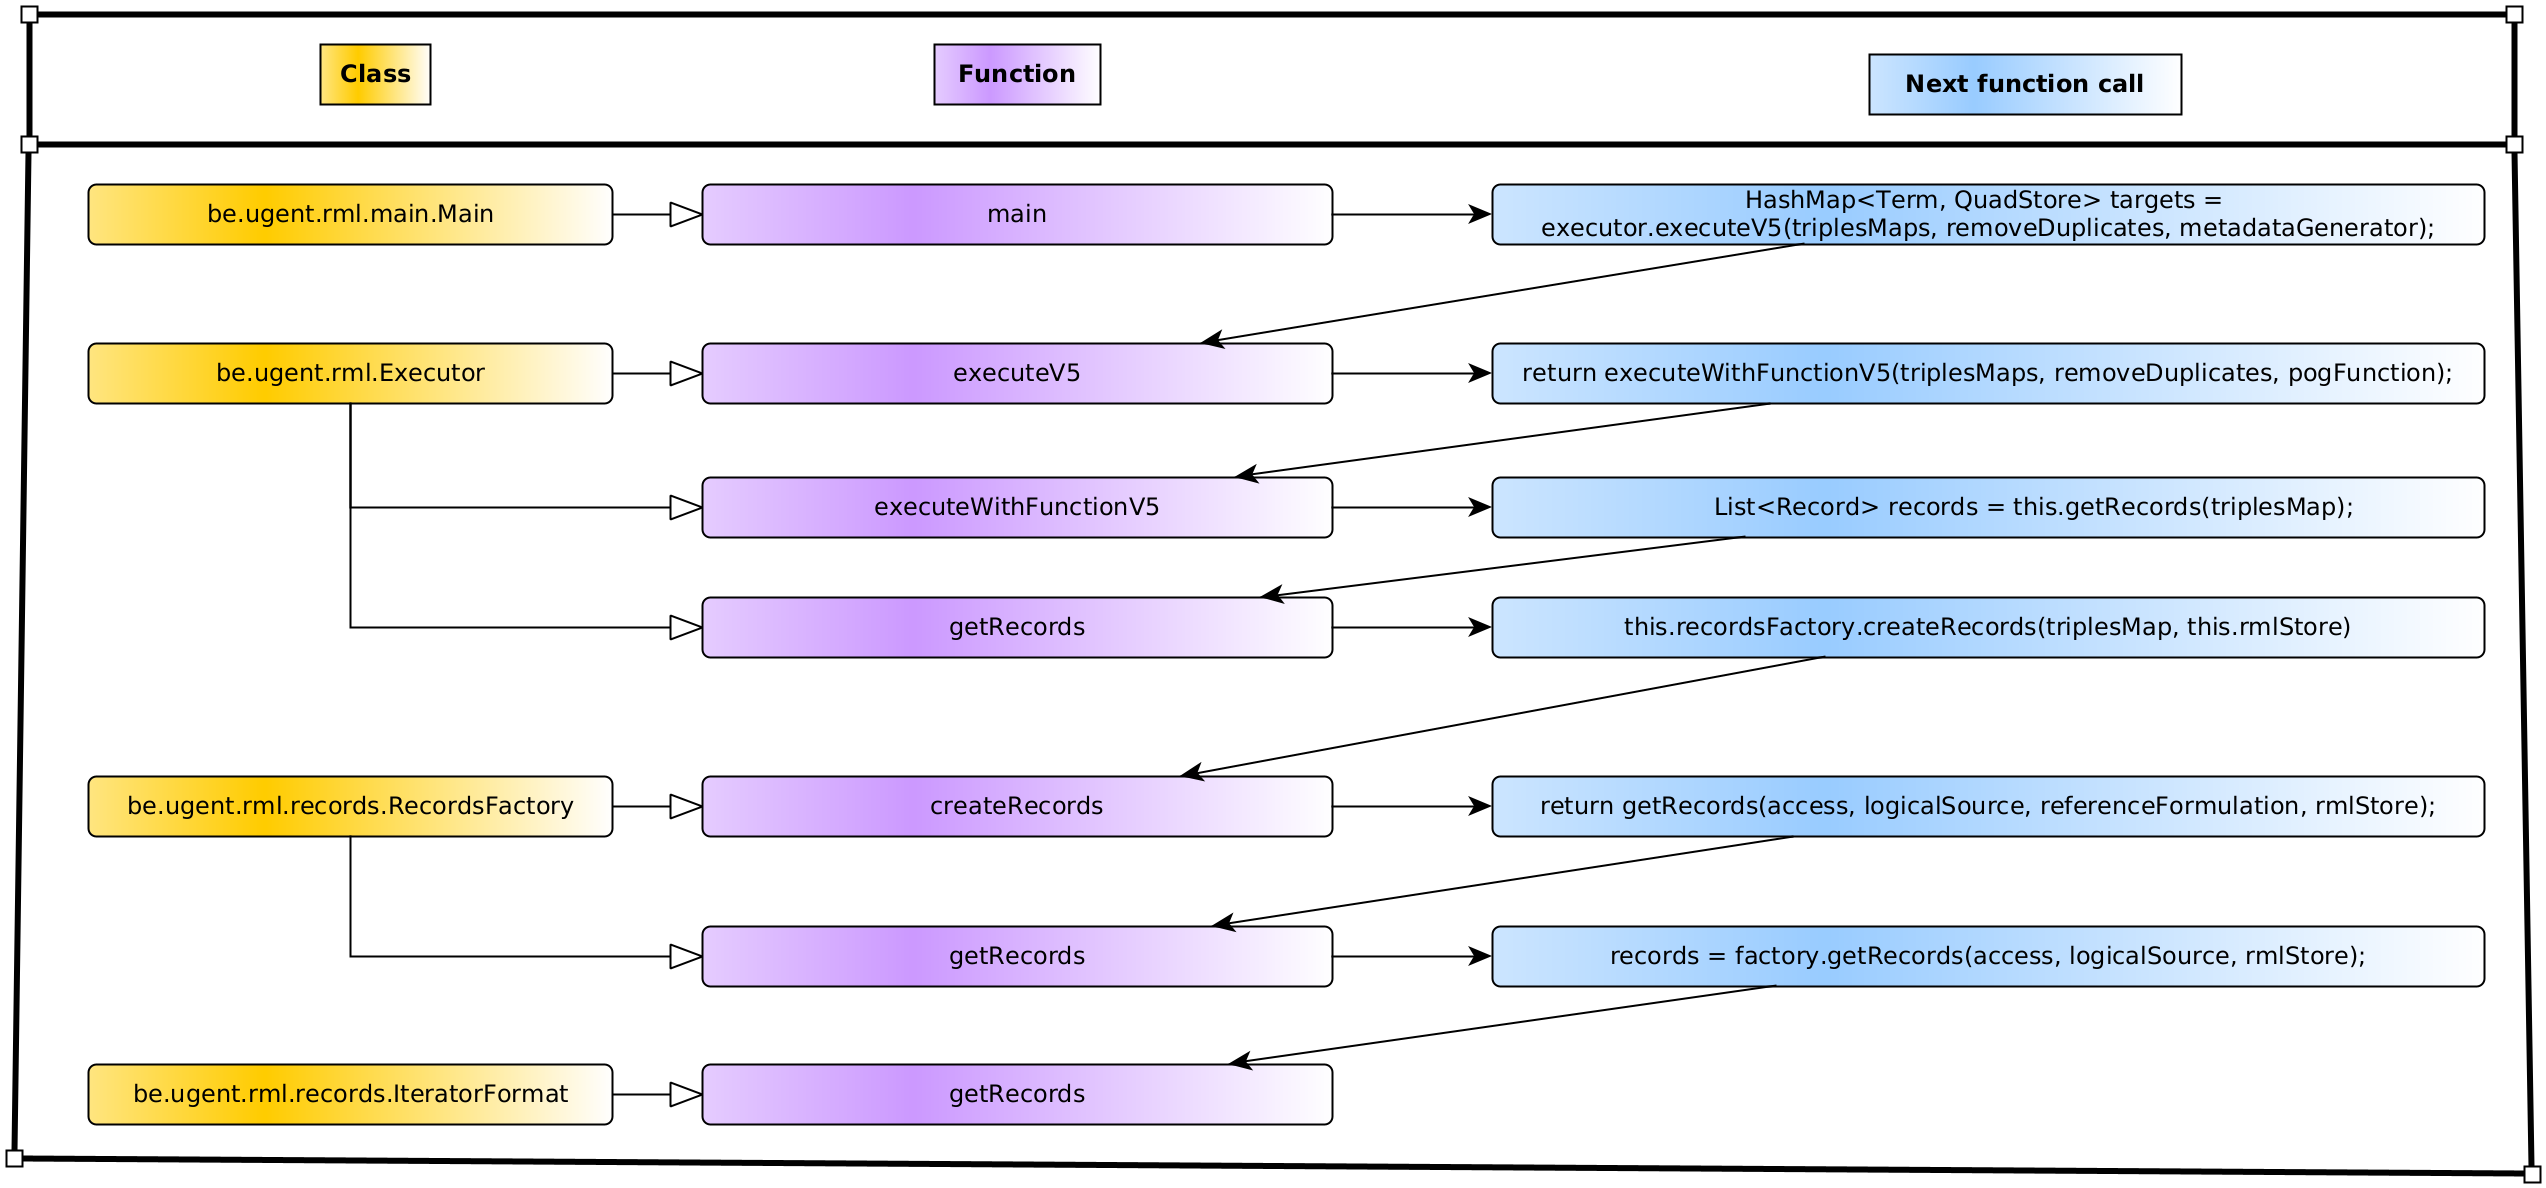 Class
Function
Next function call
be.ugent.rml.main.Main
main
HashMap<Term, QuadStore> targets =
executor.executeV5(triplesMaps, removeDuplicates, metadataGenerator);
be.ugent.rml.Executor
executeV5
return executeWithFunctionV5(triplesMaps, removeDuplicates, pogFunction);
executeWithFunctionV5
List<Record> records = this.getRecords(triplesMap);
getRecords
this.recordsFactory.createRecords(triplesMap, this.rmlStore)
be.ugent.rml.records.RecordsFactory
createRecords
return getRecords(access, logicalSource, referenceFormulation, rmlStore);
getRecords
records = factory.getRecords(access, logicalSource, rmlStore);
be.ugent.rml.records.IteratorFormat
getRecords